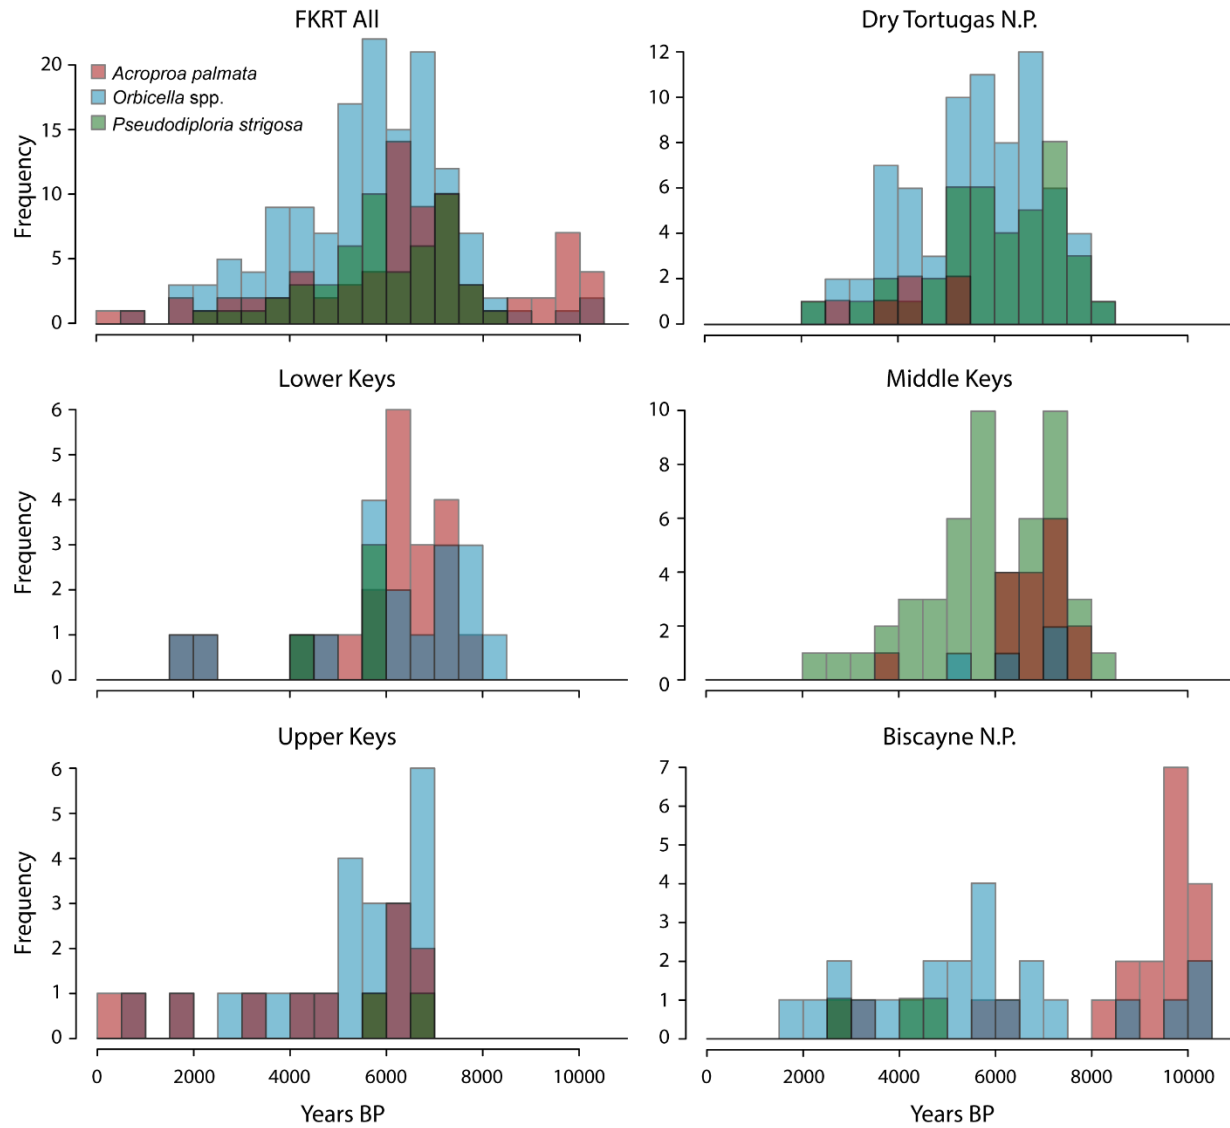 FKRT All
20
15
10
5
0
Frequency
Acroproa palmata
Orbicella spp.
Pseudodiploria strigosa
Dry Tortugas N.P.
12
10
8
6
4
2
0
Lower Keys
6
5
4
3
2
1
0
Frequency
Middle Keys
10
8
6
4
2
0
Upper Keys
6
5
4
3
2
1
0
Frequency
0 2000 4000 6000 8000 10000
Years BP
Biscayne N.P.
7
6
5
4
3
2
1
0
0 2000 4000 6000 8000 10000
Years BP